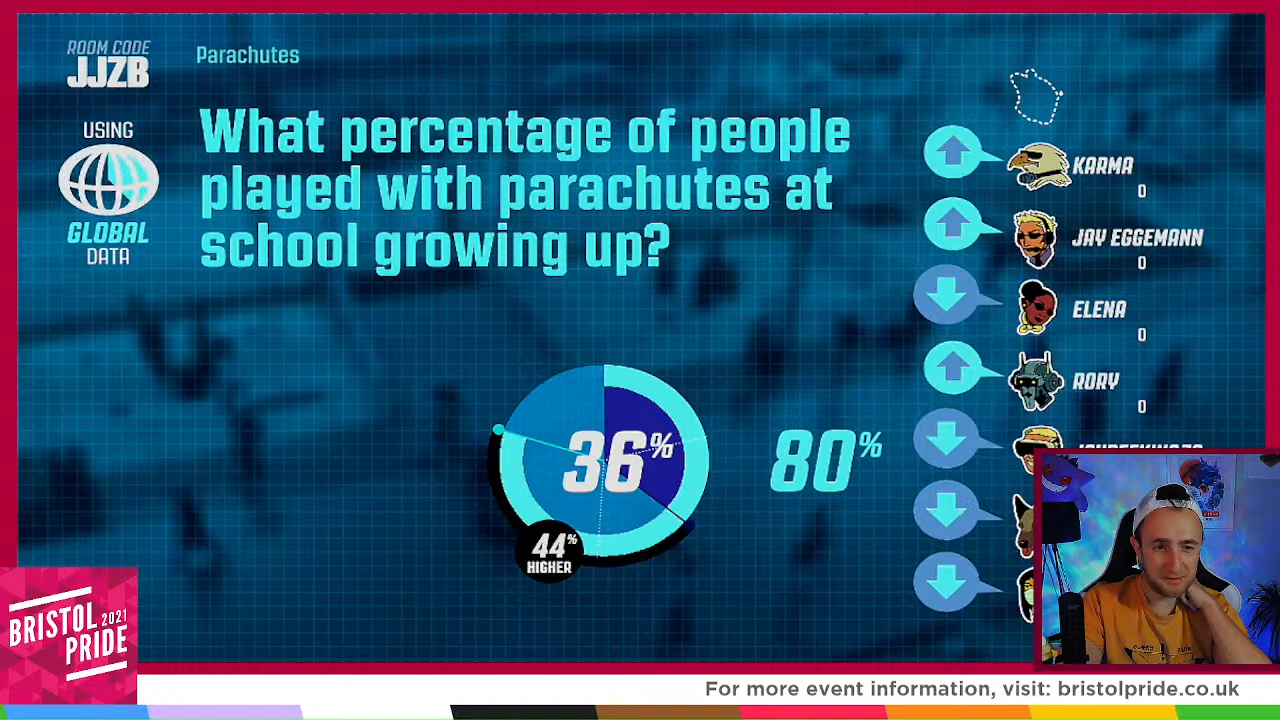 ROOM CODE
JJZB
USING
GLOBAL
DATA
Parachutes
What percentage of people
played with parachutes at
school growing up?
36%
80%
44%
HIGHER
KARMA
0
JAY EGGEMANN
0
ELENA
0
RORY
0
BRISTOL 2021
PRIDE
For more event information, visit: bristolpride.co.uk